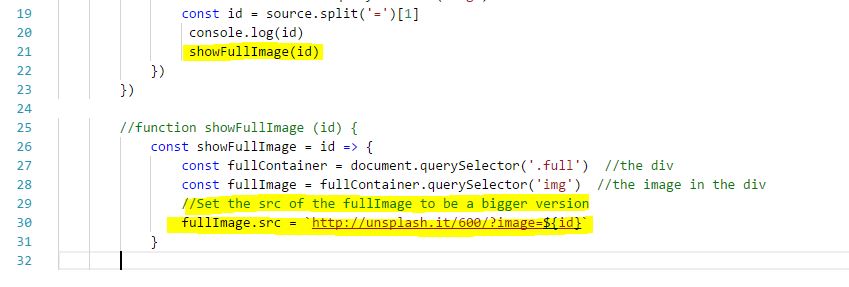 19 const id = source.split('=')[1]
20 console.log(id)
21 showFullImage(id)
22 })
23 })
24
25 //function showFullImage (id) {
26 const showFullImage = id => {
27 const fullContainer = document.querySelector('.full') //the div
28 const fullImage = fullContainer.querySelector('img') //the image in the div
29 //Set the src of the fullImage to be a bigger version
30 fullImage.src = `http://unsplash.it/600/?image=${id}`
31 }
32